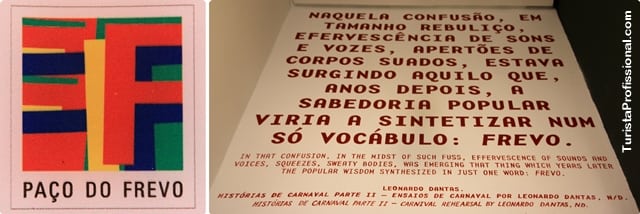 PAÇO DO FREVO
NAQUELA CONFUSÃO, EM
TAMANHO REBULIÇO,
EFERVESCÊNCIA DE SONS
E VOZES, APERTÕES DE
CORPOS SUADOS, ESTAVA
SURGINDO AQUILO QUE,
ANOS DEPOIS, A
SABEDORIA POPULAR
VIRIA A SINTETIZAR NUM
SÓ VOCÁBULO: FREVO.
IN THAT CONFUSION, IN THE MIDST OF SUCH FUSS, EFFERVESCENCE OF SOUNDS AND
VOICES, SQUEEZES, SWEATY BODIES, WAS EMERGING THAT THING WHICH YEARS LATER
THE POPULAR WISDOM SYNTHESIZED IN JUST ONE WORD: FREVO.
LEONARDO DANTAS.
HISTÓRIAS DE CARNAVAL PARTE II – ENSAIOS DE CARNAVAL POR LEONARDO DANTAS, N/D.
HISTÓRIAS DE CARNAVAL PARTE II – CARNIVAL REHEARSAL BY LEONARDO DANTAS, ND.
TuristaProfissional.com